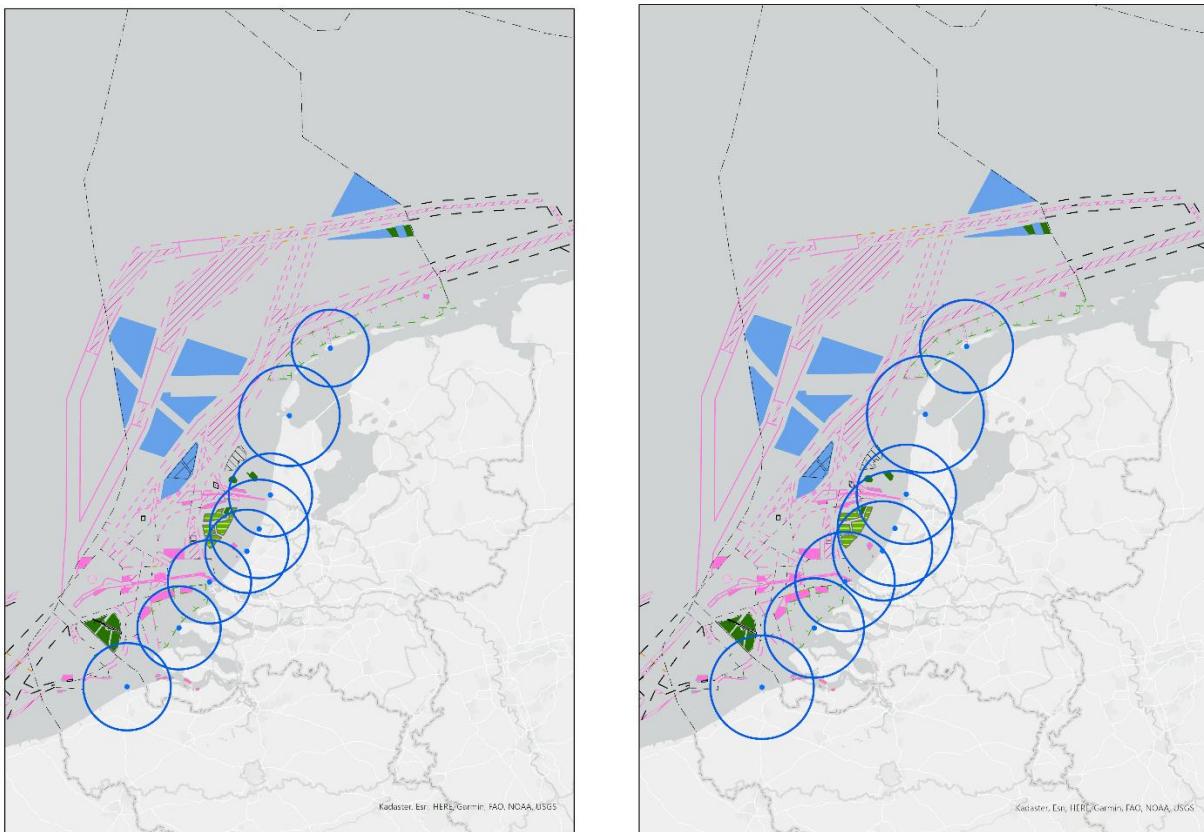 Kadaster, Esri, HERE, Garmin, FAO, NOAA, USGS
Kadaster, Esri, HERE, Garmin, FAO, NOAA, USGS